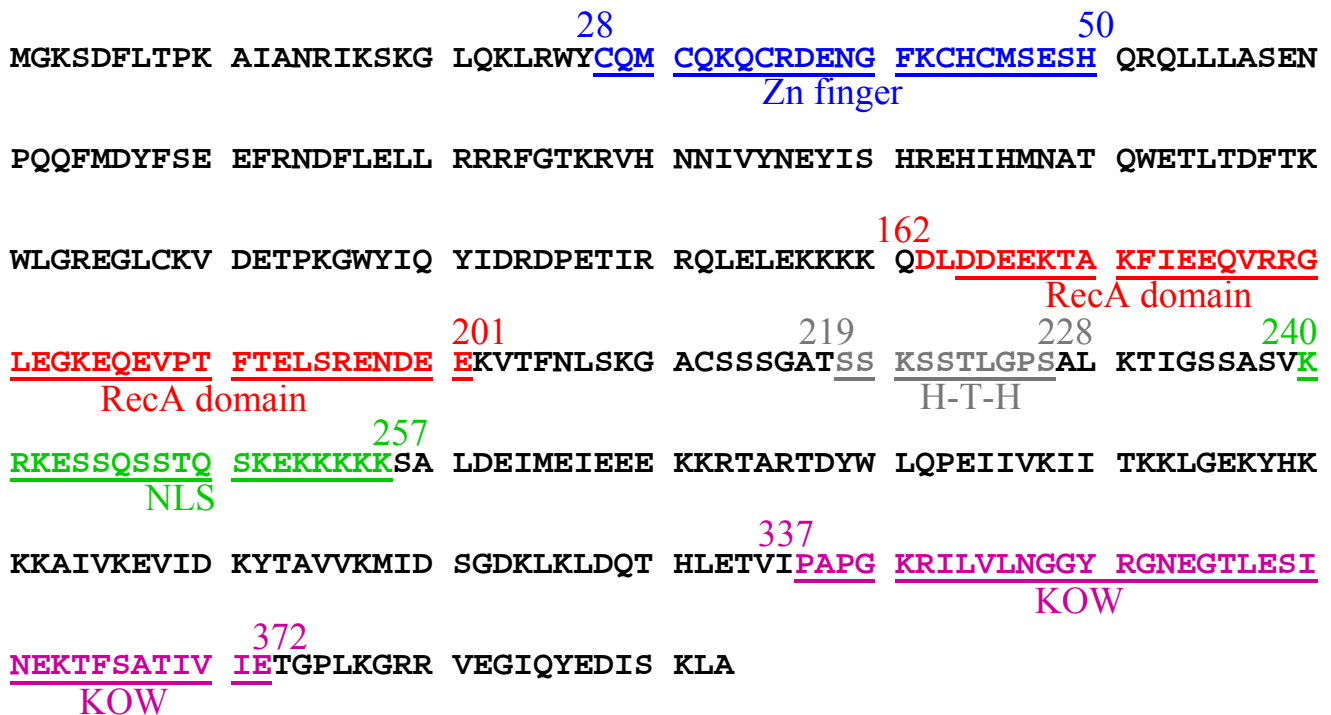 28 50
MGKSDFLTPK AIANRIKSKG LQKLRWYCQM CQKQCRDENG FKCHCMSESH QRQLLLASEN
Zn finger
PQQFMDYFSE EFRNDFLELL RRRFGTKRVH NNIVYNEYIS HREHIHMNAT QWETLTDFTK
162
WLGREGLCKV DETPKGWYIQ YIDRDPETIR RQLELEKKKK QDLDDEEKTA KFIEEQVRRG
RecA domain
201 219 228 240
LEGKEQEVPT FTELSRENDE EKVTFNLSKG ACSSSGATSS KSSTLGPSAL KTIGSSASVK
RecA domain H-T-H
257
RKESSQSSTQ SKEKKKKKSA LDEIMEIEEE KKRTARTDYW LQPEIIVKII TKKLGEKYHK
NLS
337
KKAIVKEVID KYTAVVKMID SGDKLKLDQT HLETVIPAPG KRILVLNGGY RGNEGTLESI
KOW
372
NEKTFSATIV IETGPLKGRR VEGIQYEDIS KLA
KOW